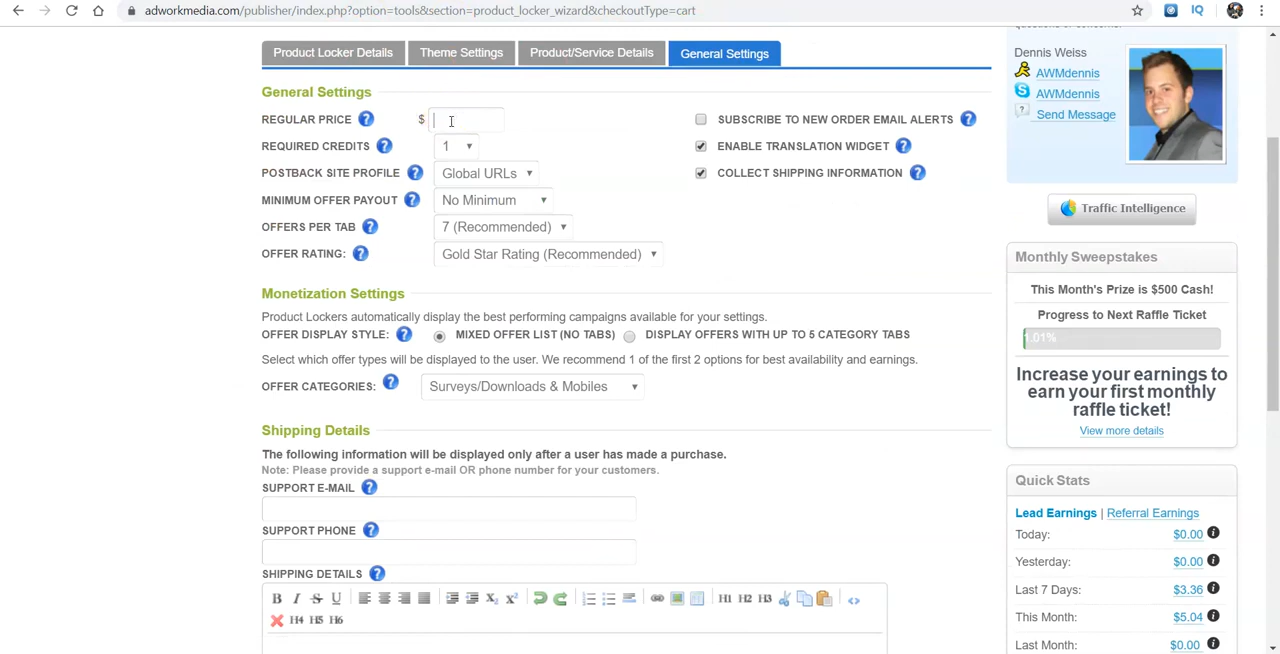 adworkmedia.com/publisher/index.php?option=tools&section=product_locker_wizard&checkoutType=cart
IQ
Product Locker Details
Theme Settings
Product/Service Details
General Settings
General Settings
REGULAR PRICE ? $
REQUIRED CREDITS ? 1
POSTBACK SITE PROFILE ? Global URLs
MINIMUM OFFER PAYOUT ? No Minimum
OFFERS PER TAB ? 7 (Recommended)
OFFER RATING: ? Gold Star Rating (Recommended)
SUBSCRIBE TO NEW ORDER EMAIL ALERTS ?
ENABLE TRANSLATION WIDGET ?
COLLECT SHIPPING INFORMATION ?
Monetization Settings
Product Lockers automatically display the best performing campaigns available for your settings.
OFFER DISPLAY STYLE: ? MIXED OFFER LIST (NO TABS) DISPLAY OFFERS WITH UP TO 5 CATEGORY TABS
Select which offer types will be displayed to the user. We recommend 1 of the first 2 options for best availability and earnings.
OFFER CATEGORIES: ? Surveys/Downloads & Mobiles
Shipping Details
The following information will be displayed only after a user has made a purchase.
Note: Please provide a support e-mail OR phone number for your customers.
SUPPORT E-MAIL ?
SUPPORT PHONE ?
SHIPPING DETAILS ?
B I S U X₂ X² H1 H2 H3
H4 H5 H6
Dennis Weiss
AWMdennis
AWMdennis
Send Message
Traffic Intelligence
Monthly Sweepstakes
This Month's Prize is $500 Cash!
Progress to Next Raffle Ticket
1.01%
Increase your earnings to
earn your first monthly
raffle ticket!
View more details
Quick Stats
Lead Earnings | Referral Earnings
Today: $0.00
Yesterday: $0.00
Last 7 Days: $3.36
This Month: $5.04
Last Month: $0.00